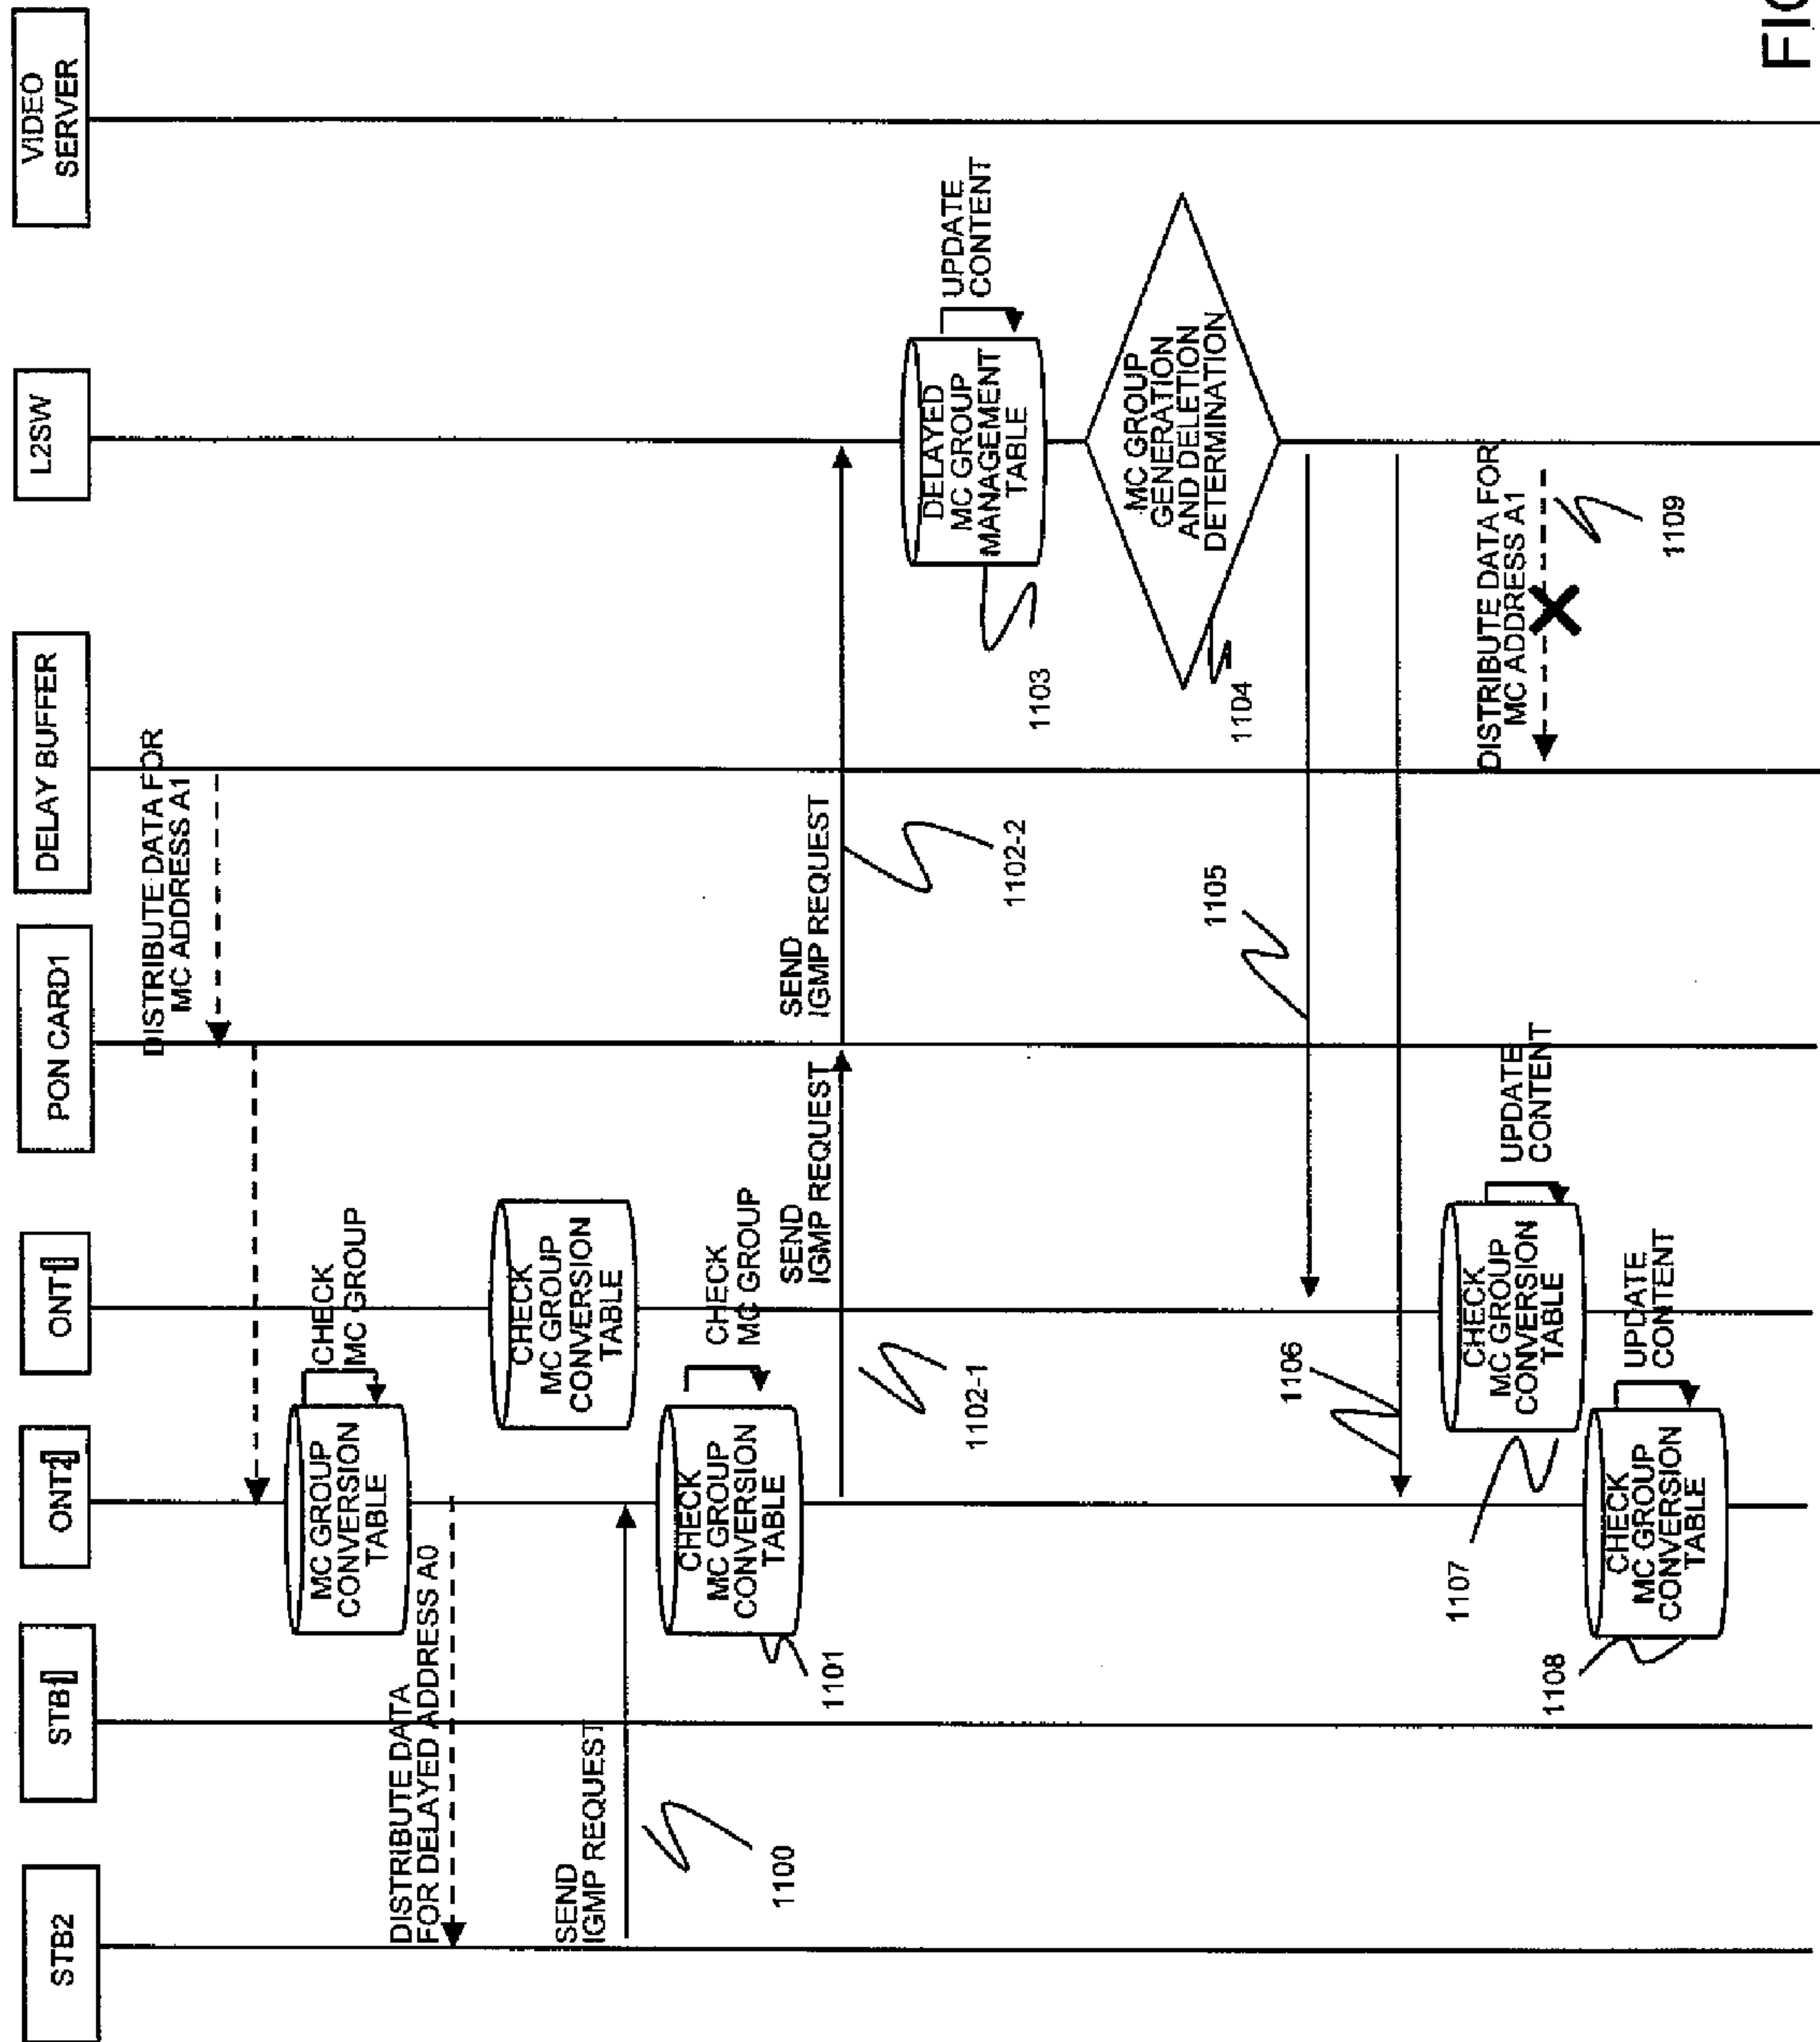 STB2
STB1
ONT2
ONT1
PON CARD1
DELAY BUFFER
L2SW
VIDEO
SERVER
DISTRIBUTE DATA FOR
MC ADDRESS A1
MC GROUP
CONVERSION
TABLE
CHECK
MC GROUP
DISTRIBUTE DATA
FOR DELAYED ADDRESS A0
CHECK
MC GROUP
CONVERSION
TABLE
SEND
IGMP REQUEST
1100
CHECK
MC GROUP
CONVERSION
TABLE
CHECK
MC GROUP
1101
SEND
IGMP REQUEST
1102-1
SEND
IGMP REQUEST
1102-2
DELAYED
MC GROUP
MANAGEMENT
TABLE
UPDATE
CONTENT
1103
MC GROUP
GENERATION
AND DELETION
DETERMINATION
1104
1105
1106
DISTRIBUTE DATA FOR
MC ADDRESS A1
1109
CHECK
MC GROUP
CONVERSION
TABLE
UPDATE
CONTENT
1107
CHECK
MC GROUP
CONVERSION
TABLE
UPDATE
CONTENT
1108